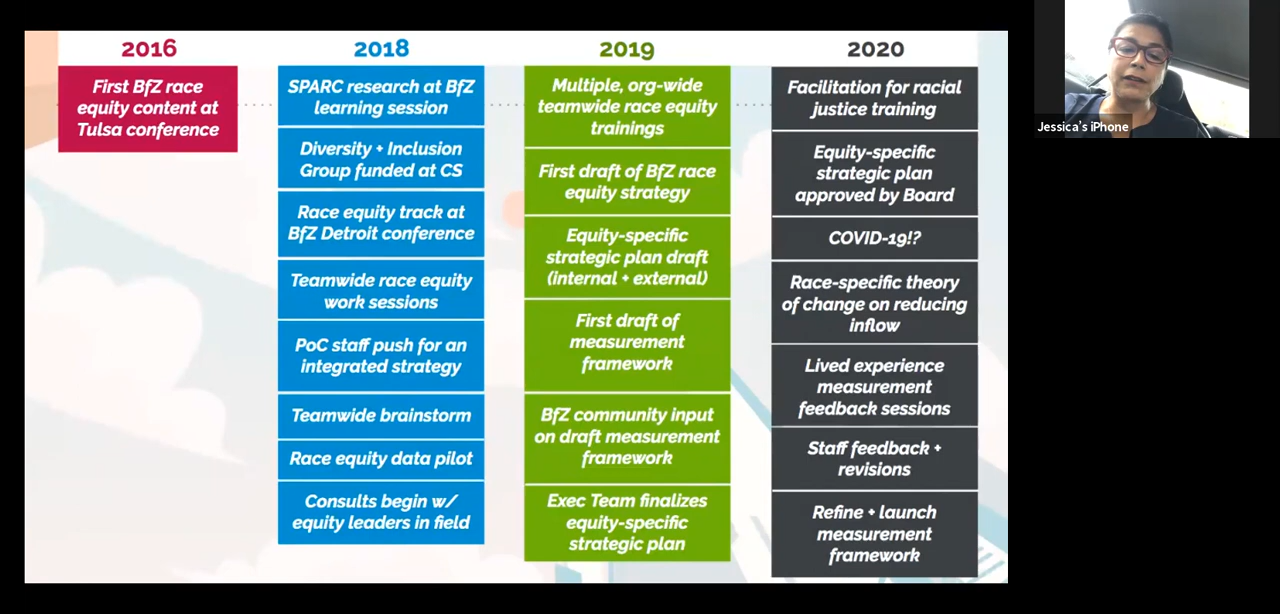 2016
First BfZ race
equity content at
Tulsa conference
2018
SPARC research at BfZ
learning session
Diversity + Inclusion
Group funded at CS
Race equity track at
BfZ Detroit conference
Teamwide race equity
work sessions
PoC staff push for an
integrated strategy
Teamwide brainstorm
Race equity data pilot
Consults begin w/
equity leaders in field
2019
Multiple, org-wide
teamwide race equity
trainings
First draft of BfZ race
equity strategy
Equity-specific
strategic plan draft
(internal + external)
First draft of
measurement
framework
BfZ community input
on draft measurement
framework
Exec Team finalizes
equity-specific
strategic plan
2020
Facilitation for racial
justice training
Equity-specific
strategic plan
approved by Board
COVID-19!?
Race-specific theory
of change on reducing
inflow
Lived experience
measurement
feedback sessions
Staff feedback +
revisions
Refine + launch
measurement
framework
Jessica's iPhone